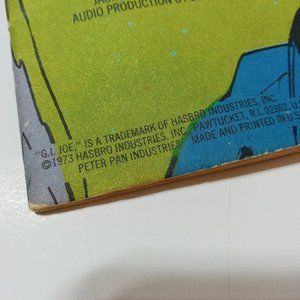 AUDIO PRODUCTION
"G.I. JOE," IS A TRADEMARK OF HASBRO INDUSTRIES, INC.
©1973 HASBRO INDUSTRIES, INC. PAWTUCKET, R.I. 02862, U.S.
PETER PAN INDUSTRIES MADE AND PRINTED IN U.S.